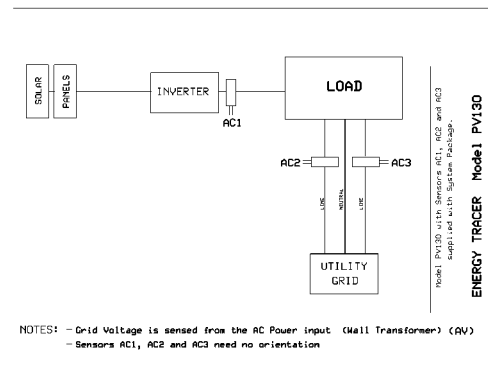 SOLAR
PANELS
INVERTER
AC1
LOAD
AC2
AC3
LINE
NEUTRAL
LINE
UTILITY
GRID
Model PV130 with Sensors AC1, AC2 and AC3
supplied with System Package.
ENERGY TRACER Model PV130
NOTES: - Grid Voltage is sensed from the AC Power input (Wall Transformer) (AV)
- Sensors AC1, AC2 and AC3 need no orientation